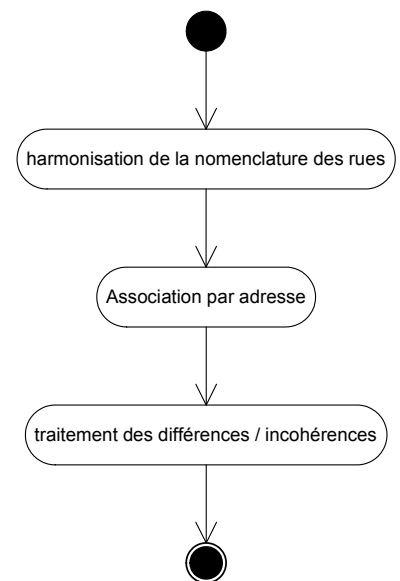 harmonisation de la nomenclature des rues
Association par adresse
traitement des différences / incohérences